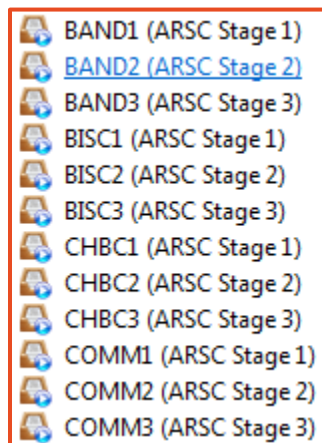 BAND1 (ARSC Stage 1)
BAND2 (ARSC Stage 2)
BAND3 (ARSC Stage 3)
BISC1 (ARSC Stage 1)
BISC2 (ARSC Stage 2)
BISC3 (ARSC Stage 3)
CHBC1 (ARSC Stage 1)
CHBC2 (ARSC Stage 2)
CHBC3 (ARSC Stage 3)
COMM1 (ARSC Stage 1)
COMM2 (ARSC Stage 2)
COMM3 (ARSC Stage 3)